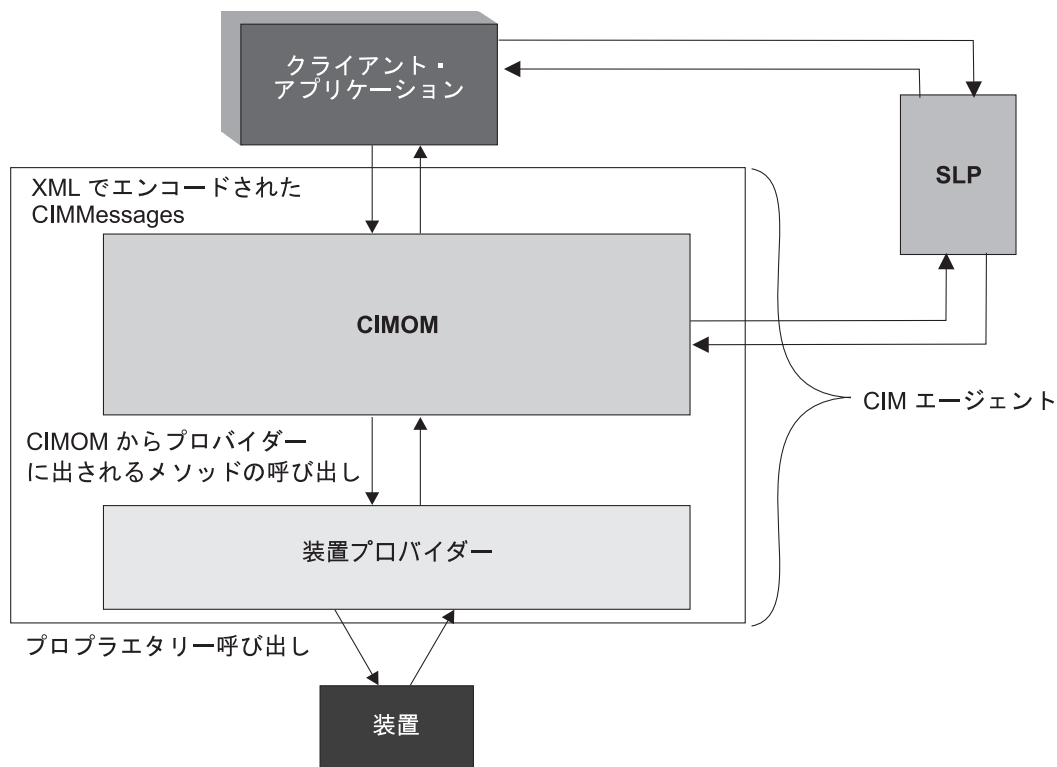 クライアント・
アプリケーション
SLP
XML でエンコードされた
CIMMessages
CIMOM
CIM エージェント
CIMOM からプロバイダー
に出されるメソッドの呼び出し
装置プロバイダー
プロプラエタリー呼び出し
装置